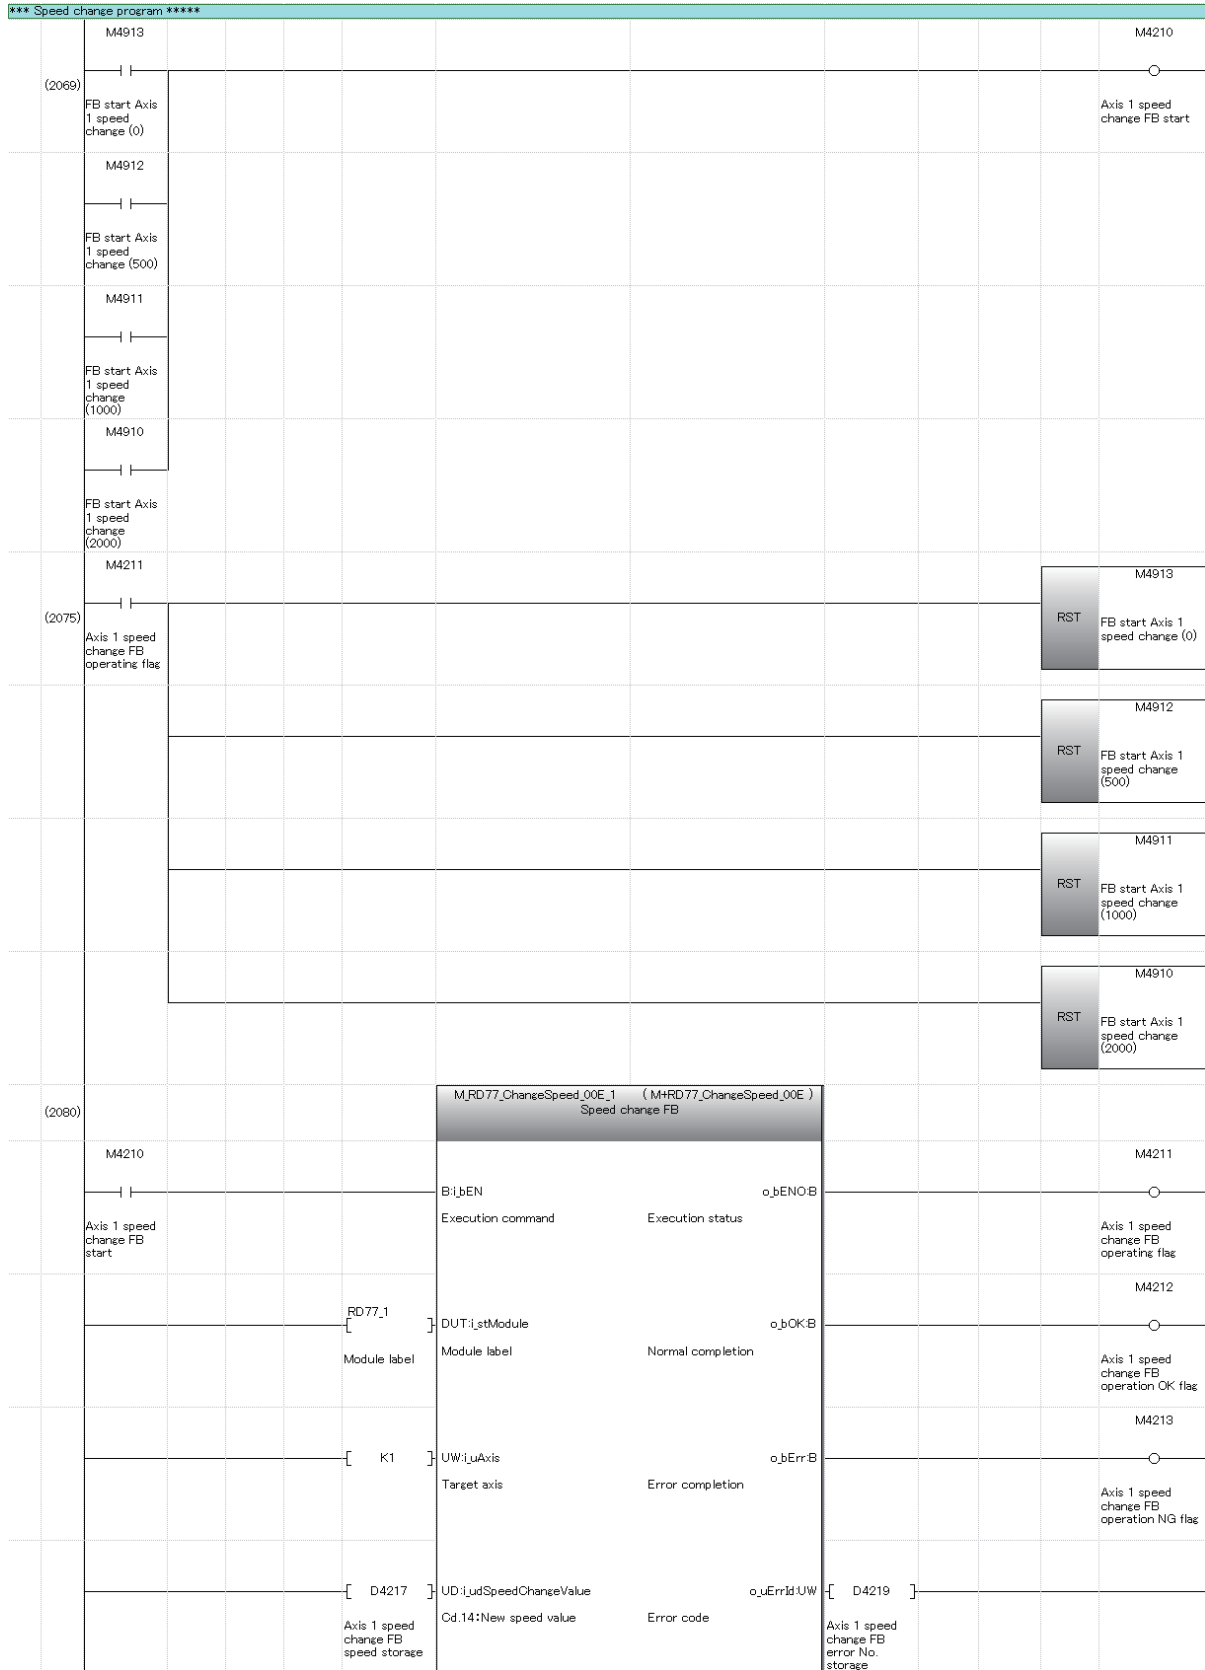 *** Speed change program *****
M4913
M4210
(2069)
FB start Axis
1 speed
change (0)
Axis 1 speed
change FB start
M4912
FB start Axis
1 speed
change (500)
M4911
FB start Axis
1 speed
change
(1000)
M4910
FB start Axis
1 speed
change
(2000)
M4211
M4913
(2075)
RST
Axis 1 speed
change FB
operating flag
FB start Axis 1
speed change (0)
M4912
RST
FB start Axis 1
speed change
(500)
M4911
RST
FB start Axis 1
speed change
(1000)
M4910
RST
FB start Axis 1
speed change
(2000)
(2080)
M_RD77_ChangeSpeed_00E_1 ( M+RD77_ChangeSpeed_00E )
Speed change FB
M4210
M4211
B:i_bEN
o_bENO:B
Axis 1 speed
change FB
start
Execution command
Execution status
Axis 1 speed
change FB
operating flag
M4212
RD77_1
[ ]
DUT:i_stModule
o_bOK:B
Module label
Module label
Normal completion
Axis 1 speed
change FB
operation OK flag
M4213
[ K1 ]
UW:i_uAxis
o_bErr:B
Target axis
Error completion
Axis 1 speed
change FB
operation NG flag
[ D4217 ]
UD:i_udSpeedChangeValue
o_uErrId:UW
[ D4219 ]
Axis 1 speed
change FB
speed storage
Cd.14:New speed value
Error code
Axis 1 speed
change FB
error No.
storage